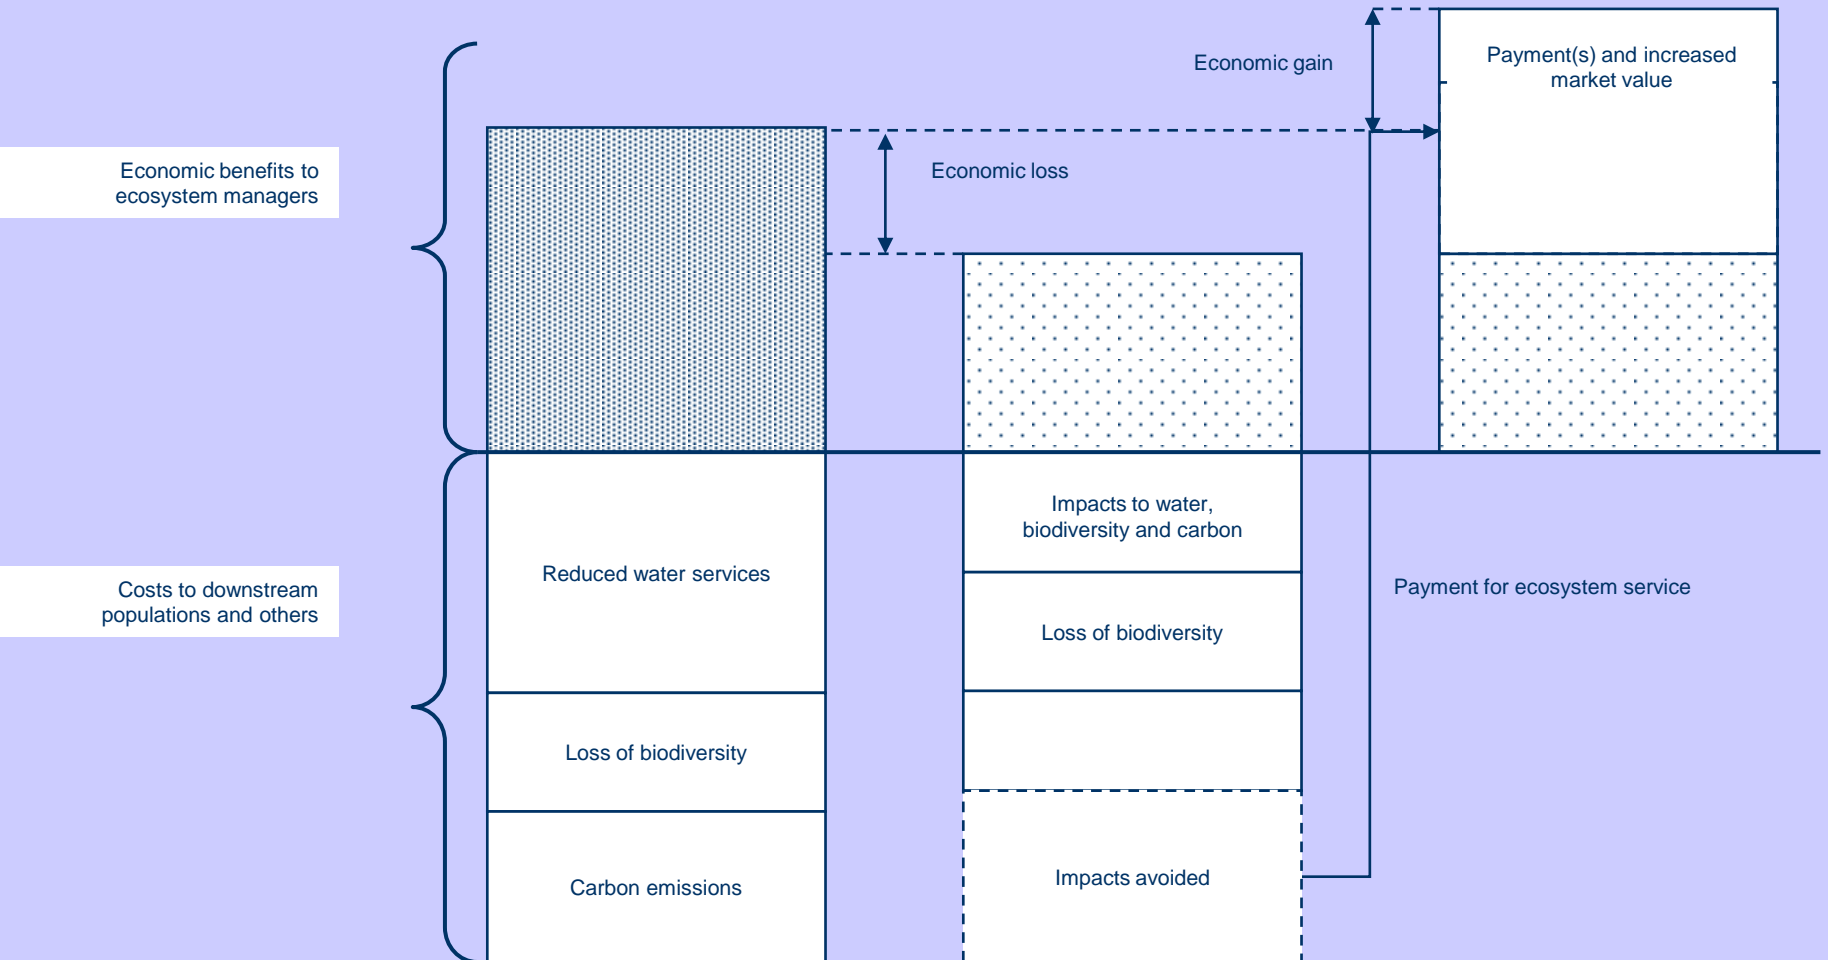 Payment(s) and increased
market value
Economic gain
Economic benefits to
ecosystem managers
Economic loss
Impacts to water,
biodiversity and carbon
Reduced water services
Costs to downstream
populations and others
Payment for ecosystem service
Loss of biodiversity
Loss of biodiversity
Carbon emissions
Impacts avoided